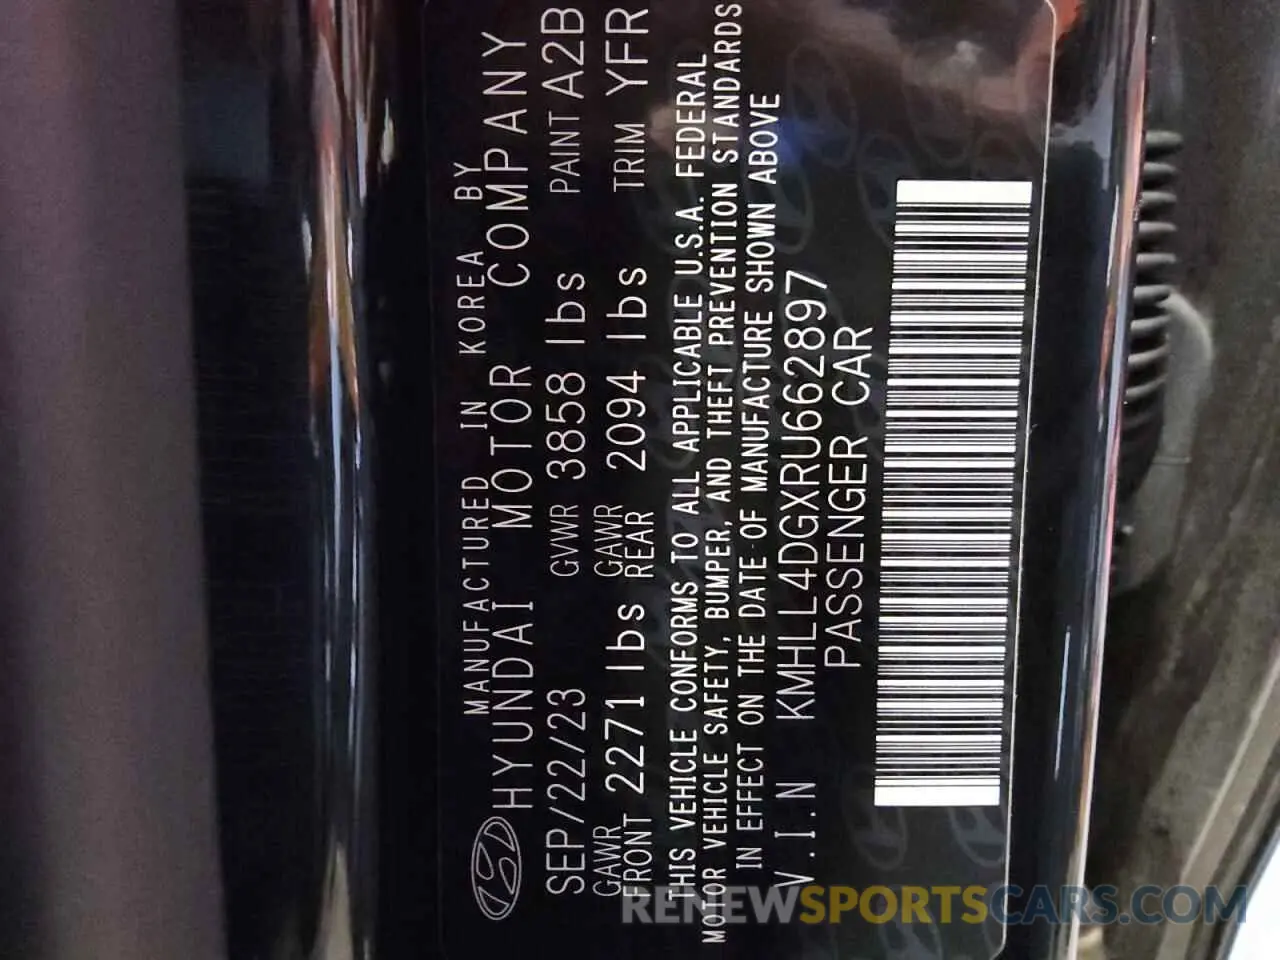 MANUFACTURED IN KOREA BY
HYUNDAI MOTOR COMPANY
SEP/22/23 GVWR 3858 lbs PAINT A2B
GAWR FRONT 2271 lbs GAWR REAR 2094 lbs TRIM YFR
THIS VEHICLE CONFORMS TO ALL APPLICABLE U.S.A. FEDERAL
MOTOR VEHICLE SAFETY, BUMPER, AND THEFT PREVENTION STANDARDS
IN EFFECT ON THE DATE OF MANUFACTURE SHOWN ABOVE
V.I.N KMHLL4DGXRU662897
PASSENGER CAR
RENEWSPORTSCARS.COM